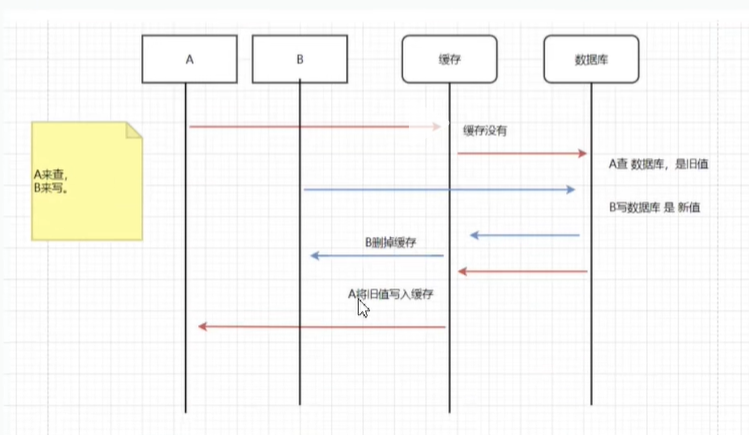 A
B
缓存
数据库
缓存没有
A查 数据库，是旧值
A来查，
B来写。
B写数据库 是 新值
B删掉缓存
A将旧值写入缓存